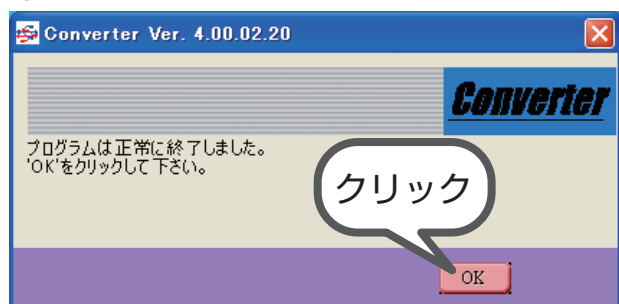 Converter Ver. 4.00.02.20
Converter
プログラムは正常に終了しました。
'OK'をクリックして下さい。
クリック
OK